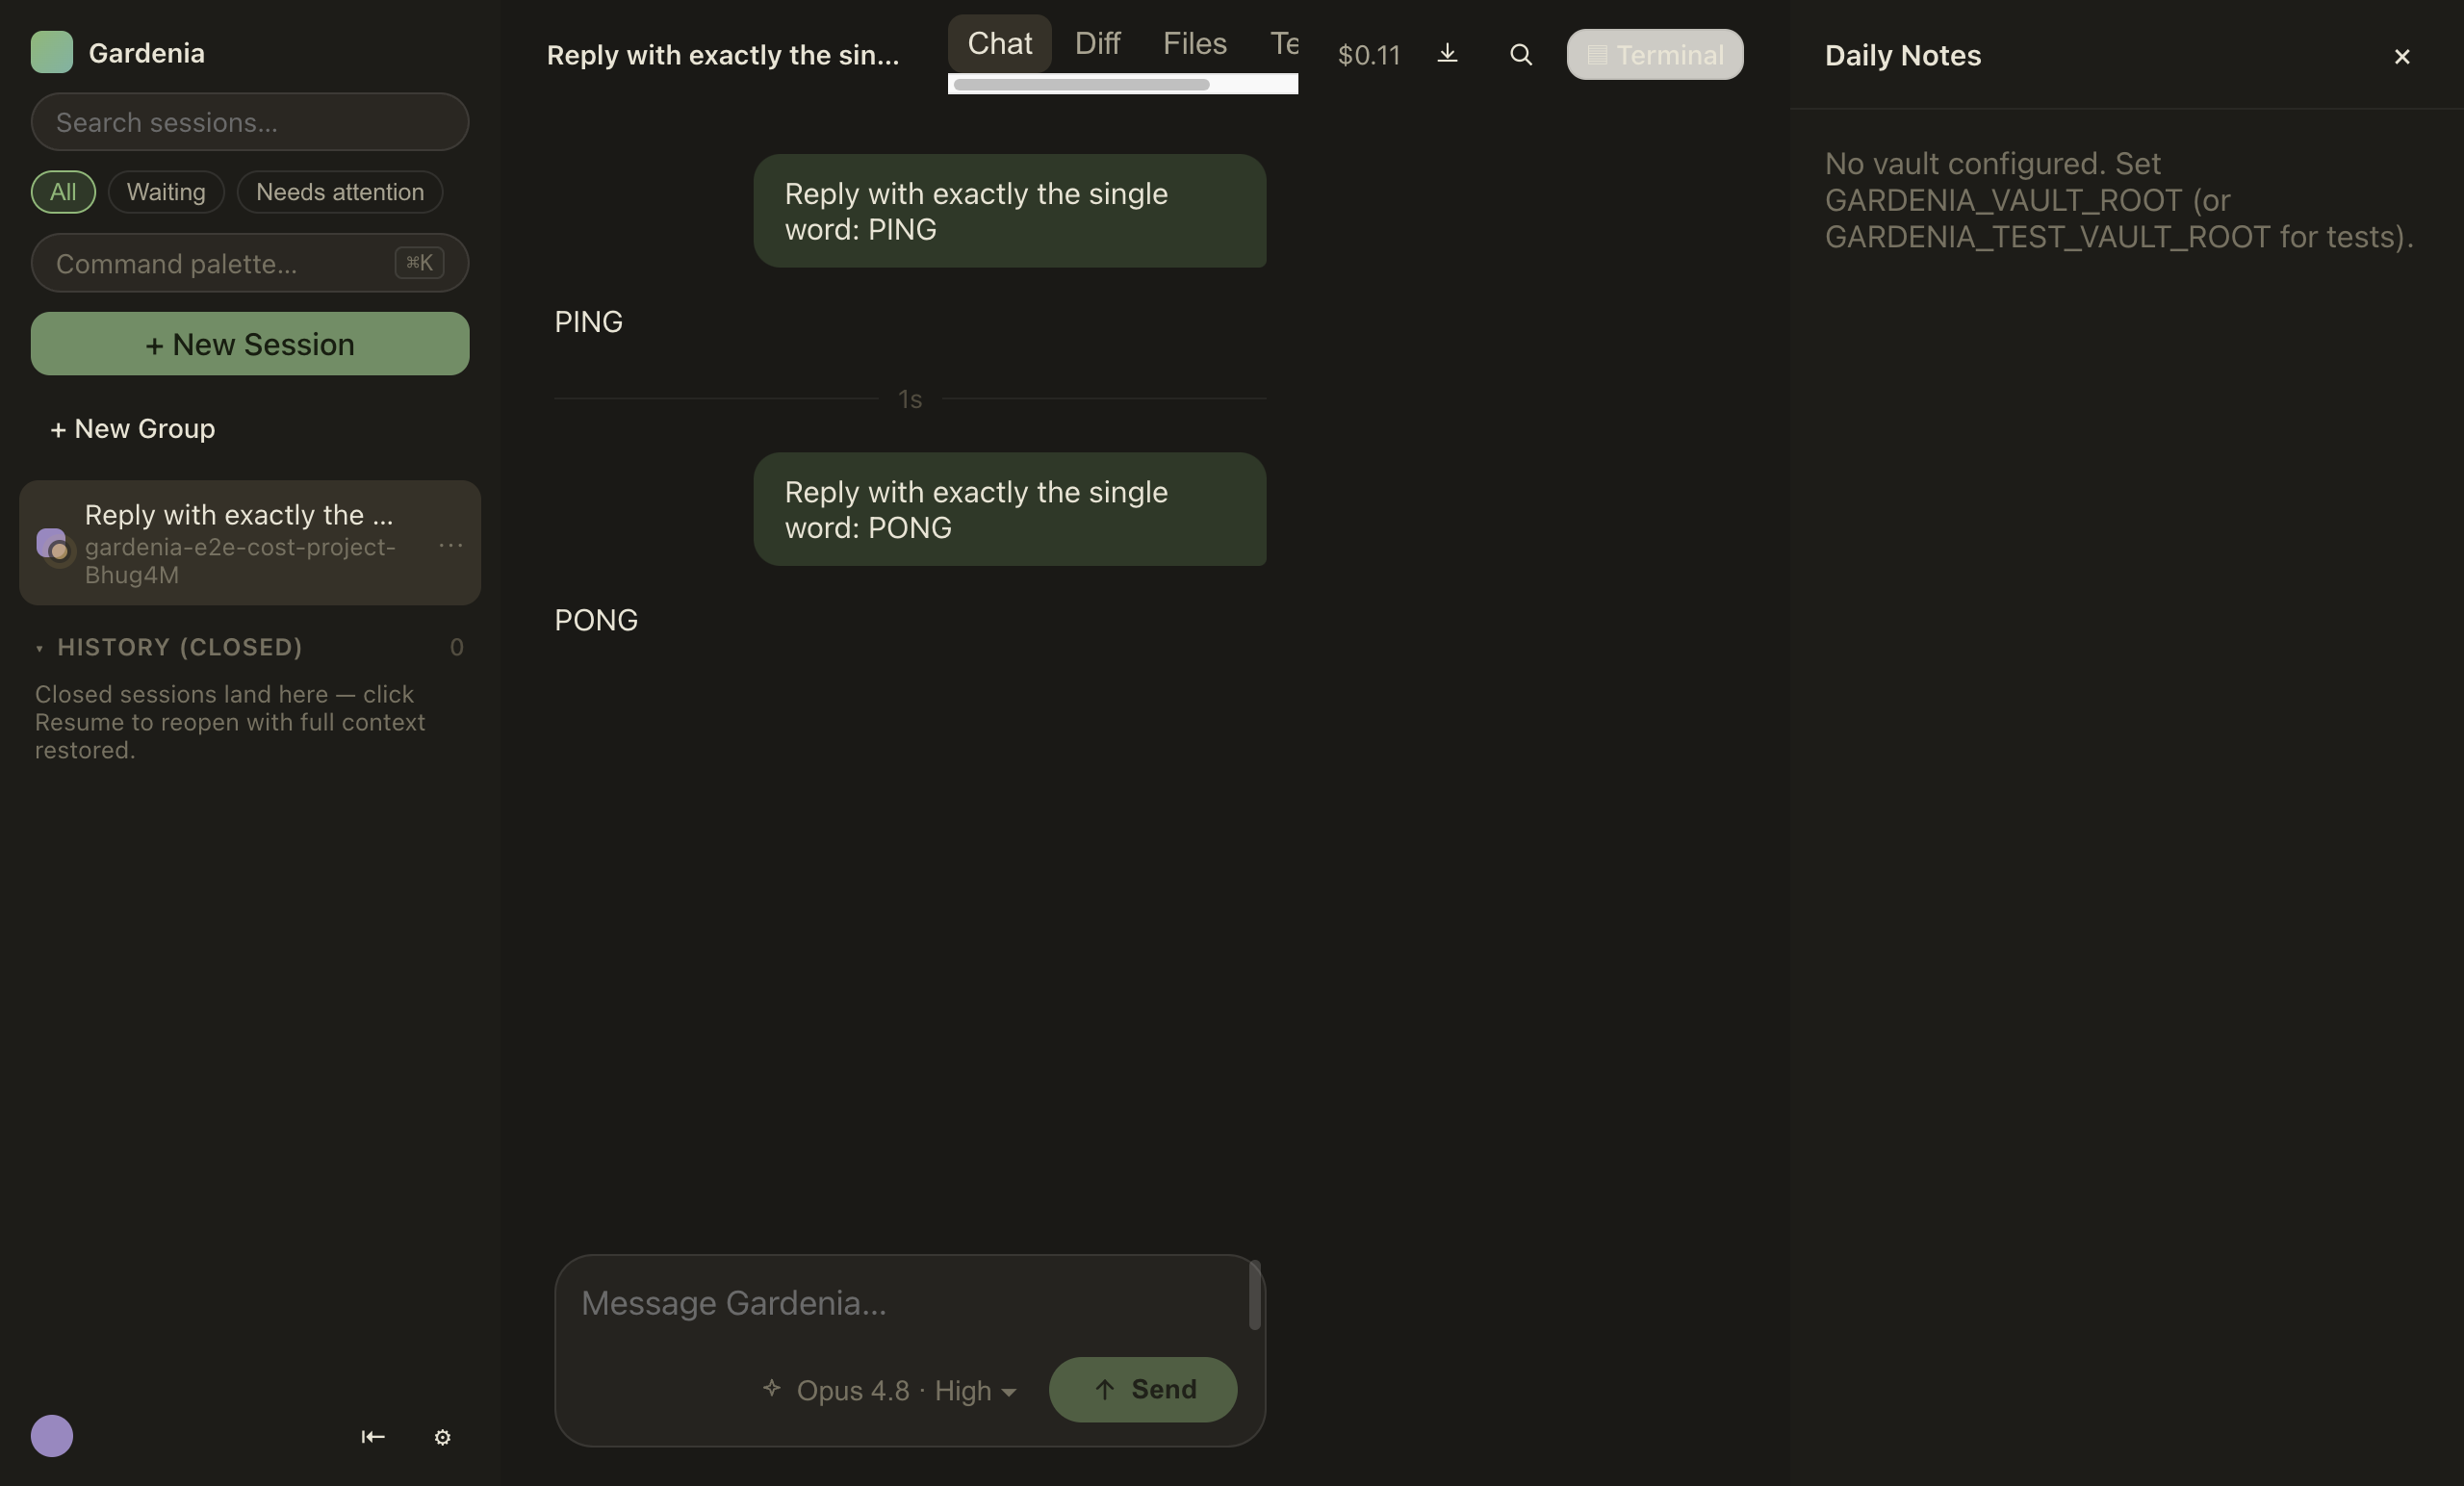 Gardenia
Search sessions...
All Waiting Needs attention
Command palette... ⌘K
+ New Session
+ New Group
Reply with exactly the ...
gardenia-e2e-cost-project-
Bhug4M
HISTORY (CLOSED) 0
Closed sessions land here — click
Resume to reopen with full context
restored.
Reply with exactly the sin...
Chat Diff Files Te
$0.11
Terminal
Reply with exactly the single
word: PING
PING
1s
Reply with exactly the single
word: PONG
PONG
Message Gardenia...
Opus 4.8 · High
Send
Daily Notes
No vault configured. Set
GARDENIA_VAULT_ROOT (or
GARDENIA_TEST_VAULT_ROOT for tests).